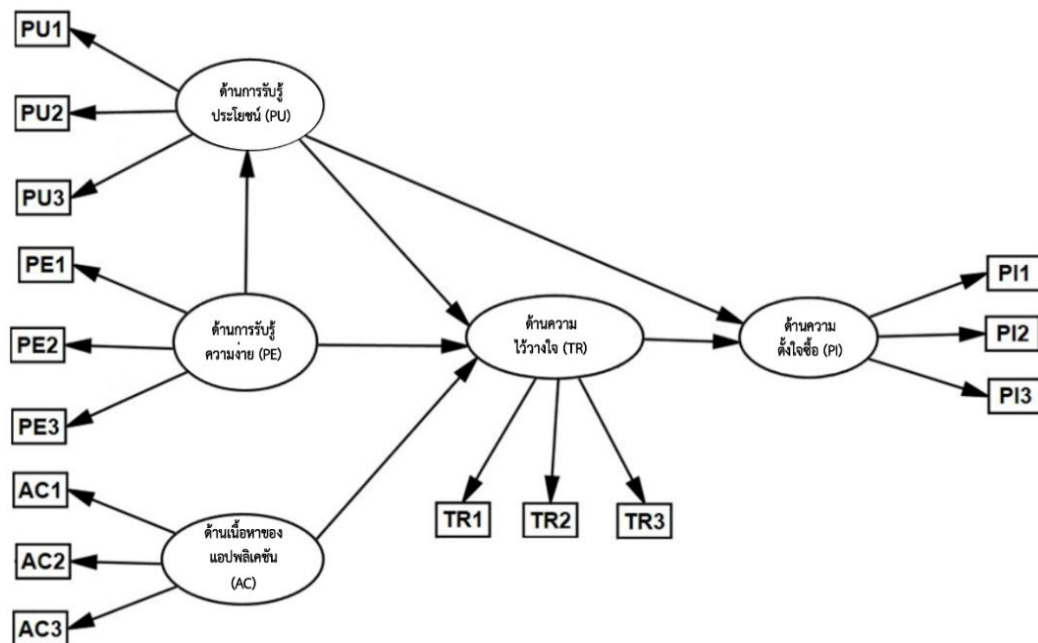 PU1
PU2
PU3
ด้านการรับรู้
ประโยชน์ (PU)
PE1
PE2
PE3
ด้านการรับรู้
ความง่าย (PE)
AC1
AC2
AC3
ด้านเนื้อหาของ
แอปพลิเคชัน
(AC)
ด้านความ
ไว้วางใจ (TR)
TR1
TR2
TR3
ด้านความ
ตั้งใจซื้อ (PI)
PI1
PI2
PI3